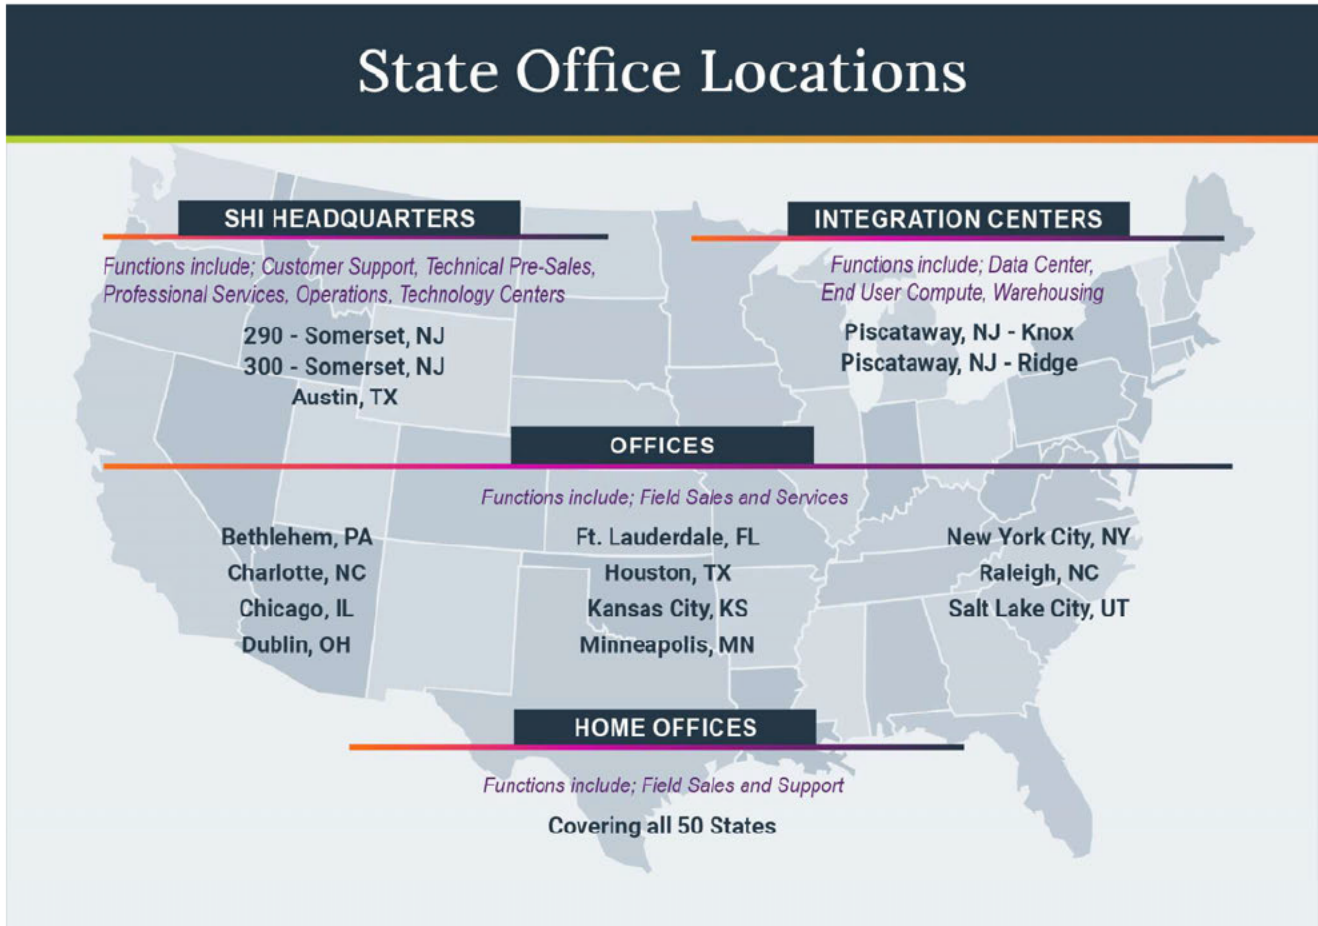 State Office Locations
SHI HEADQUARTERS
Functions include; Customer Support, Technical Pre-Sales,
Professional Services, Operations, Technology Centers
290 - Somerset, NJ
300 - Somerset, NJ
Austin, TX
INTEGRATION CENTERS
Functions include; Data Center,
End User Compute, Warehousing
Piscataway, NJ - Knox
Piscataway, NJ - Ridge
OFFICES
Functions include; Field Sales and Services
Bethlehem, PA
Charlotte, NC
Chicago, IL
Dublin, OH
Ft. Lauderdale, FL
Houston, TX
Kansas City, KS
Minneapolis, MN
New York City, NY
Raleigh, NC
Salt Lake City, UT
HOME OFFICES
Functions include; Field Sales and Support
Covering all 50 States